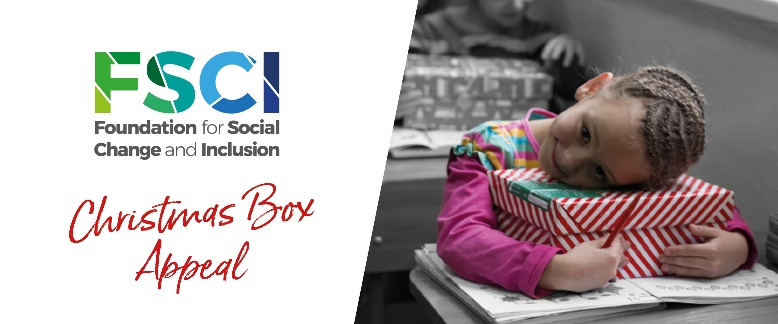 FSCI
Foundation for Social
Change and Inclusion
Christmas Box
Appeal